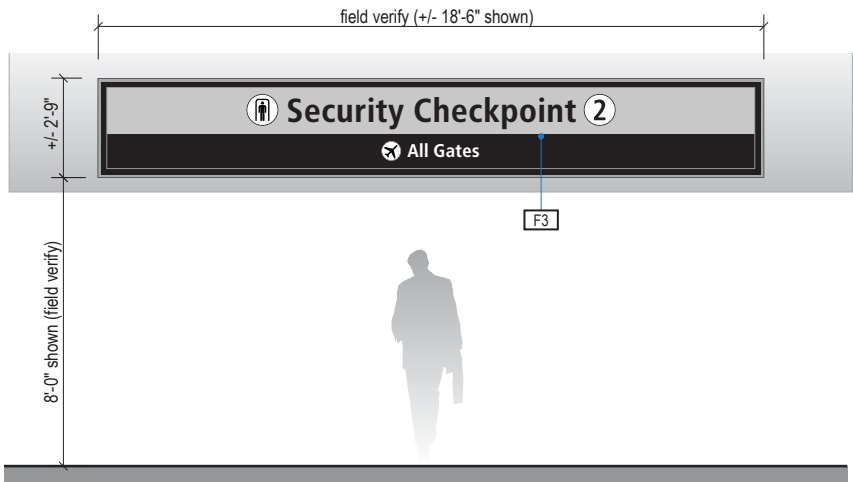 field verify (+/- 18'-6" shown)
+/- 2'-9"
Security Checkpoint 2
All Gates
F3
8'-0" shown (field verify)